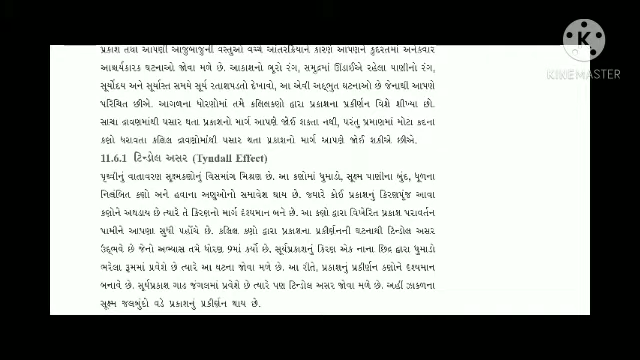 પ્રકાશ તથા આપણી આજુબાજુની વસ્તુઓ વચ્ચે આંતરક્રિયાને કારણે આપણને કુદરતમાં અનેકવાર
આશ્ચર્યકારક ઘટનાઓ જોવા મળે છે. આકાશનો ભૂરો રંગ, સમુદ્રમાં ઊંડાઈએ રહેલા પાણીનો રંગ,
સૂર્યોદય અને સૂર્યાસ્ત સમયે સૂર્ય રતાશપડતો દેખાવો, આ એવી અદ્ભુત ઘટનાઓ છે જેનાથી આપણે
પરિચિત છીએ. આગળના ધોરણોમાં તમે કલિલકણો દ્વારા પ્રકાશના પ્રકીર્ણન વિશે શીખ્યા છો.
સાચા દ્રાવણમાંથી પસાર થતા પ્રકાશનો માર્ગ આપણે જોઈ શકતા નથી, પરંતુ પ્રમાણમાં મોટા કદના
કણો ધરાવતા કલિલ દ્રાવણોમાંથી પસાર થતા પ્રકાશનો માર્ગ આપણે જોઈ શકીએ છીએ.
11.6.1 ટિન્ડોલ અસર (Tyndall Effect)
પૃથ્વીનું વાતાવરણ સૂક્ષ્મકણોનું વિસમાંગ મિશ્રણ છે. આ કણોમાં ધુમાડો, સૂક્ષ્મ પાણીના બુંદ, ધૂળના
નિલંબિત કણો અને હવાના અણુઓનો સમાવેશ થાય છે. જ્યારે કોઈ પ્રકાશનું કિરણપુંજ આવા
કણોને અથડાય છે ત્યારે તે કિરણનો માર્ગ દૃશ્યમાન બને છે. આ કણો દ્વારા વિખેરિત પ્રકાશ પરાવર્તન
પામીને આપણા સુધી પહોંચે છે. કલિલ કણો દ્વારા પ્રકાશના પ્રકીર્ણનની ઘટનાથી ટિન્ડોલ અસર
ઉદ્ભવે છે જેનો અભ્યાસ તમે ધોરણ 9માં કર્યો છે. સૂર્યપ્રકાશનું કિરણ એક નાના છિદ્ર દ્વારા ધુમાડો
ભરેલા રૂમમાં પ્રવેશે છે ત્યારે આ ઘટના જોવા મળે છે. આ રીતે, પ્રકાશનું પ્રકીર્ણન કણોને દૃશ્યમાન
બનાવે છે. સૂર્યપ્રકાશ ગાઢ જંગલમાં પ્રવેશે છે ત્યારે પણ ટિન્ડોલ અસર જોવા મળે છે. અહીં ઝાકળના
સૂક્ષ્મ જલબુંદો વડે પ્રકાશનું પ્રકીર્ણન થાય છે.
KINEMASTER